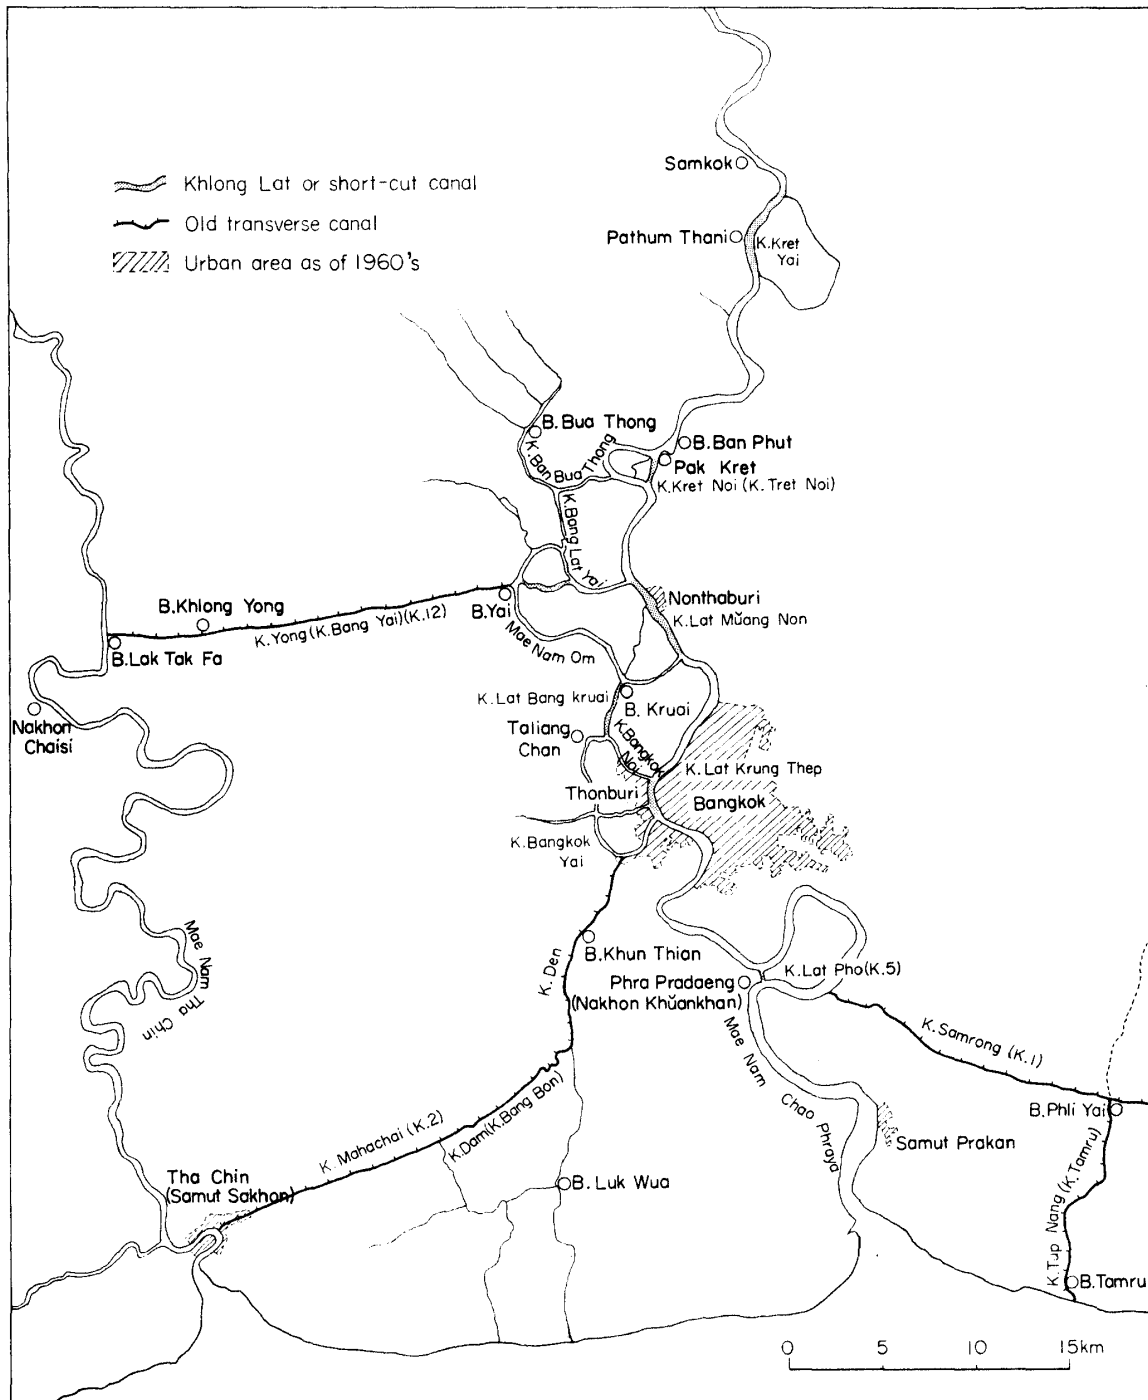 Samkok
Khlong Lat or short-cut canal
Old transverse canal
Urban area as of 1960's
Pathum Thani
K.Kret
Yai
B. Bua Thong
K.Ban
Bua Thong
B.Ban Phut
Pak Kret
K.Kret Noi (K. Tret Noi)
K.Bang Lat Yai
Nonthaburi
K.Lat Mŭang Non
B.Khlong Yong
K.Yong (K.Bang Yai)(K.12)
B.Yai
Mae Nam Om
B.Lak Tak Fa
K.Lat Bang kruai
B. Kruai
Nakhon
Chaisi
Taliang
Chan
K.Bangkok
Noi
K.Lat Krung Thep
Thonburi
Bangkok
K.Bangkok
Yai
Mae Nam
Tha Chin
K. Den
B.Khun Thian
K.Lat Pho(K.5)
Phra Pradaeng
(Nakhon Khŭankhan)
K.Samrong (K.1)
Mae Nam Chao Phraya
B.Phli Yai
Samut Prakan
K. Mahachai (K.2)
K.Dam(K.Bang Bon)
Tha Chin
(Samut Sakhon)
B. Luk Wua
K.Tup Nang (K.Tamru)
B.Tamru
0 5 10 15km